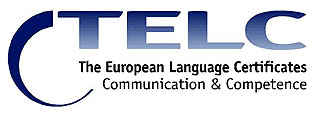 TELC
The European Language Certificates
Communication & Competence